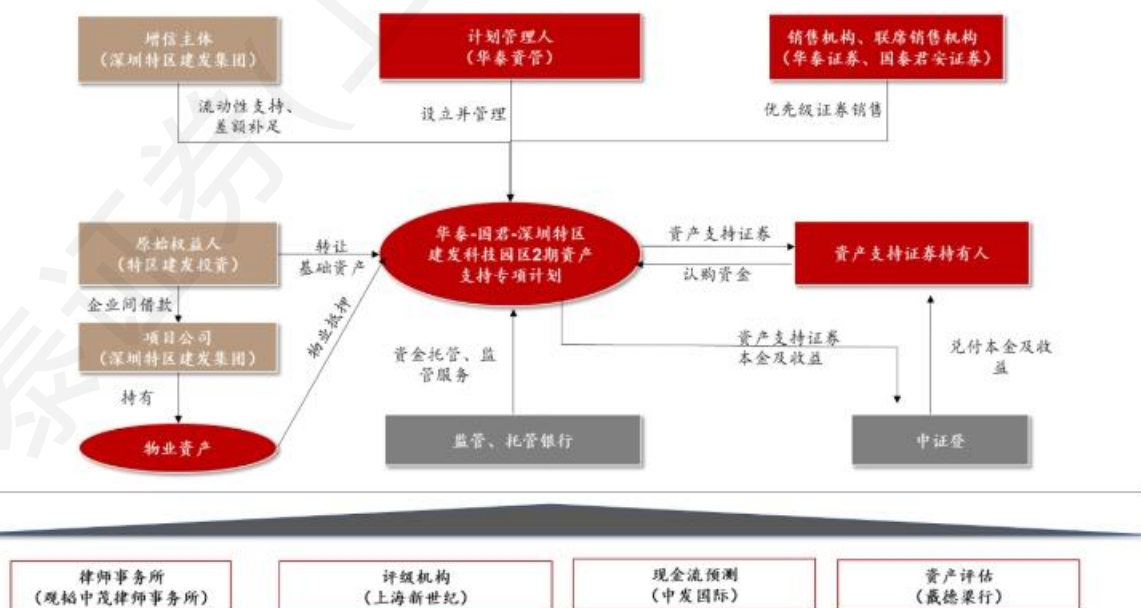 增信主体
(深圳特区建发集团)
计划管理人
(华泰资管)
销售机构、联席销售机构
(华泰证券、国泰君安证券)
流动性支持、
差额补足
设立并管理
优先级证券销售
原始权益人
(特区建发投资)
转让
基础资产
华泰-国君-深圳特区
建发科技园区2期资产
支持专项计划
资产支持证券
认购资金
资产支持证券持有人
企业间借款
项目公司
(深圳特区建发集团)
物业抵押
持有
物业资产
资金托管、监
管服务
资产支持证券
本金及收益
兑付本金及收
益
监管、托管银行
中证登
律师事务所
(观韬中茂律师事务所)
评级机构
(上海新世纪)
现金流预测
(中发国际)
资产评估
(戴德梁行)
泰证券(上